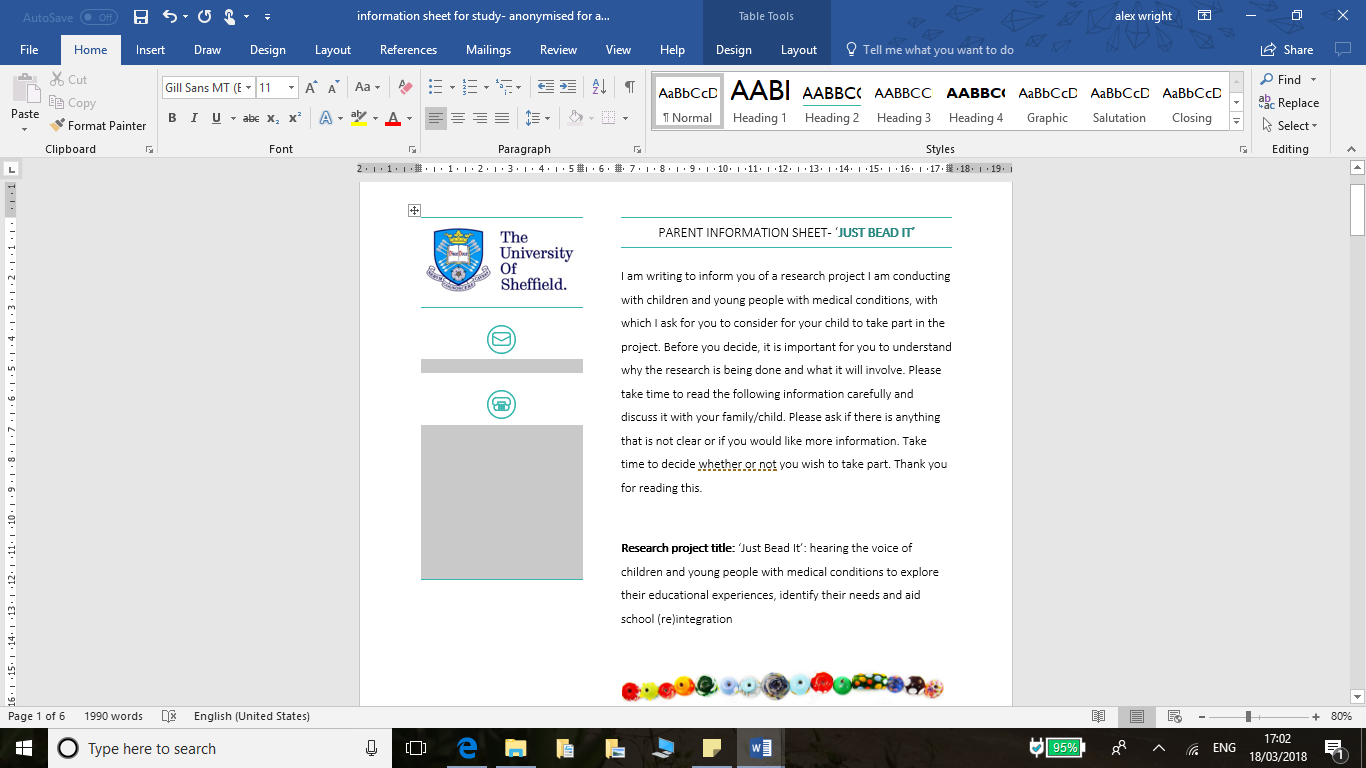 AutoSave Off
information sheet for study- anonymised for a...
Table Tools
alex wright
File Home Insert Draw Design Layout References Mailings Review View Help Design Layout Tell me what you want to do Share
Paste
Cut
Copy
Format Painter
Clipboard
Gill Sans MT (E 11
Font
Paragraph
AaBbCcD AABI AABBCC AABBCC AABBCC AaBbCcD AaBbCcD AaBbCcD
¶ Normal Heading 1 Heading 2 Heading 3 Heading 4 Graphic Salutation Closing
Styles
Find
Replace
Select
Editing
The
University
Of
Sheffield.
PARENT INFORMATION SHEET- ‘JUST BEAD IT’
I am writing to inform you of a research project I am conducting
with children and young people with medical conditions, with
which I ask for you to consider for your child to take part in the
project. Before you decide, it is important for you to understand
why the research is being done and what it will involve. Please
take time to read the following information carefully and
discuss it with your family/child. Please ask if there is anything
that is not clear or if you would like more information. Take
time to decide whether or not you wish to take part. Thank you
for reading this.
Research project title: ‘Just Bead It’: hearing the voice of
children and young people with medical conditions to explore
their educational experiences, identify their needs and aid
school (re)integration
Page 1 of 6 1990 words English (United States) 80%
Type here to search
95%
ENG
17:02
18/03/2018
1